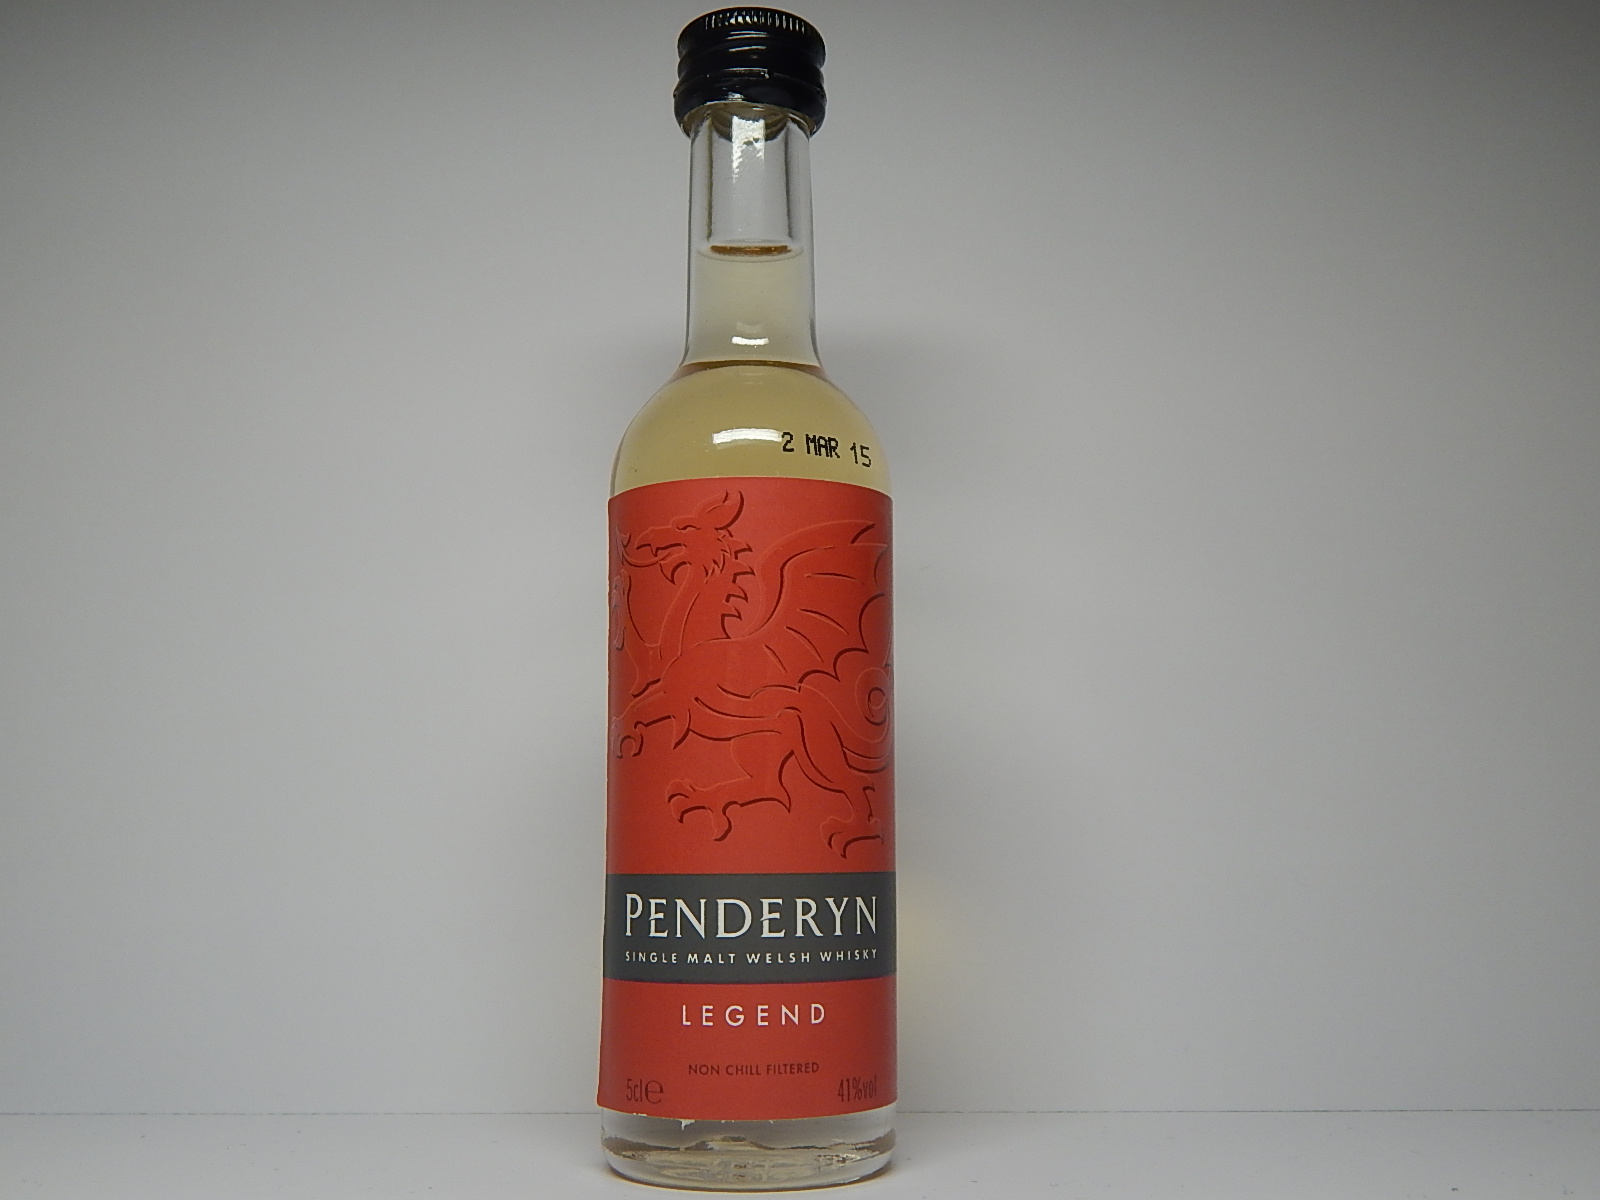 2 MAR 15
PENDERYN
SINGLE MALT WELSH WHISKY
LEGEND
NON CHILL FILTERED
5cl℮ 41%vol